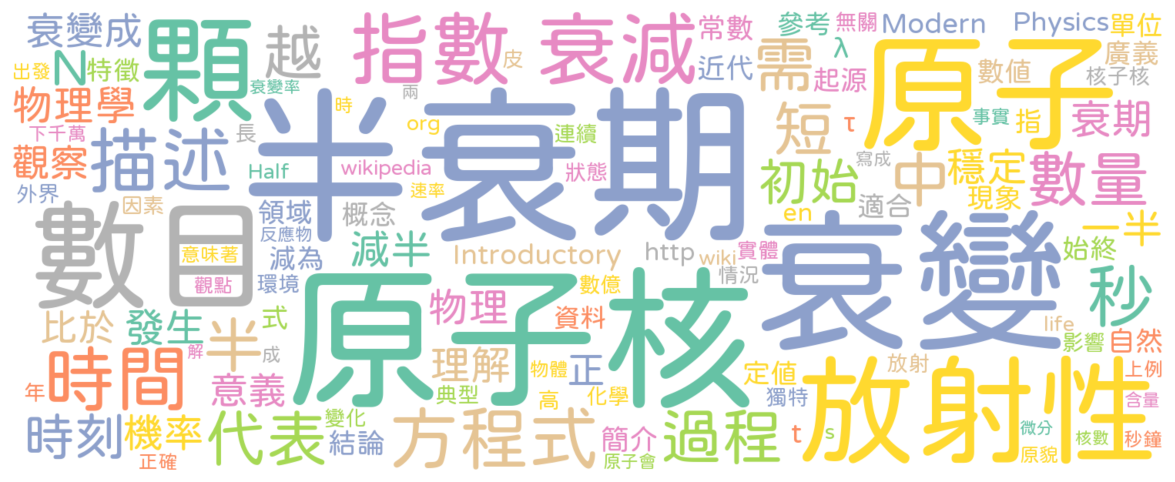 衰變成
顆
越
指數
衰減
常數
參考
無關
Modern
Physics
單位
出發
N
特徵
衰變率
皮
近代
需
起源
λ
數值
廣義
原子
核子核
物理學
下千萬
長
時
兩
半衰期
org
連續
短
τ
事實
指
衰期
觀察
描述
Half
wikipedia
速率
狀態
初始
寫成
中
穩定
現象
數量
外界
因素
領域
概念
en
適合
一半
數目
意味著
觀點
反應物
減為
環境
減半
Introductory
http
wiki
實體
情況
衰變
始終
秒
原子核
物理
數億
資料
比於
發生
半
式
成
解
life
影響
自然
時間
年
意義
理解
物體
典型
高
正
化學
定值
獨特
放射
放射性
上例
含量
時刻
機率
正確
代表
變化
結論
方程式
簡介
原子會
過程
t
s
微分
原貌
核數
秒鐘